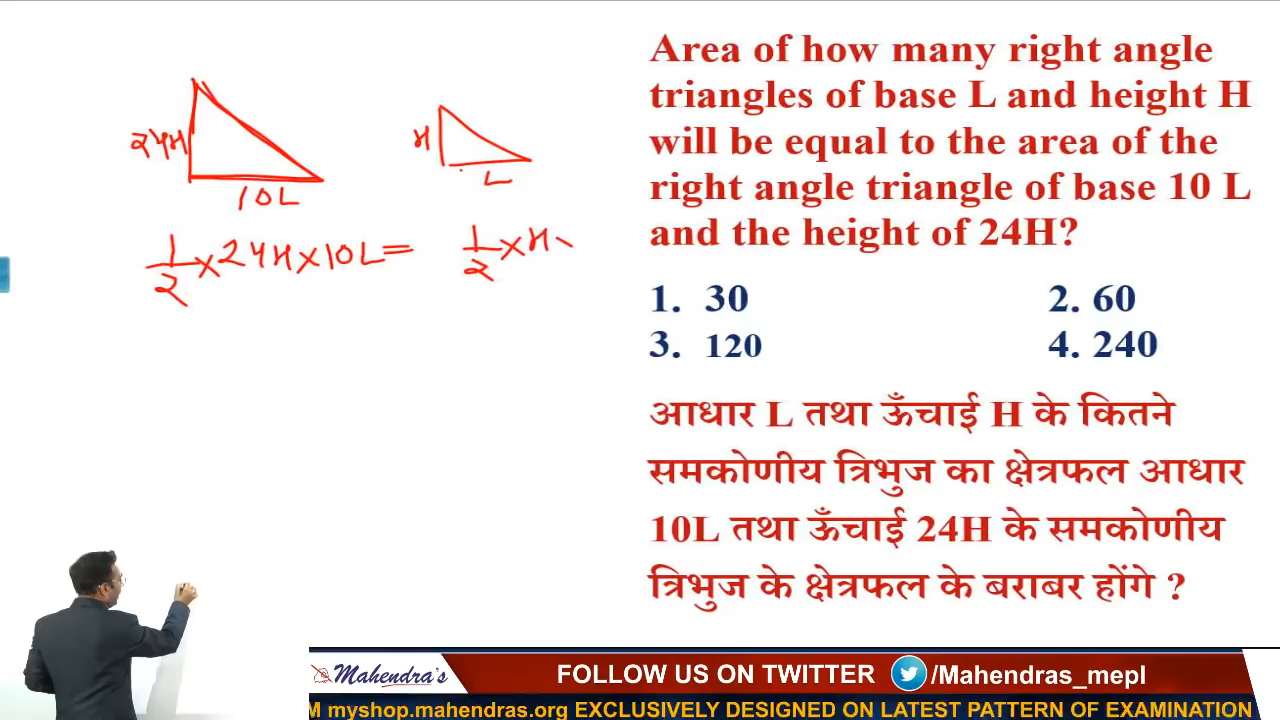 24H
10L
H
L
1/2 × 24H × 10L = 1/2 × H ×
Area of how many right angle
triangles of base L and height H
will be equal to the area of the
right angle triangle of base 10 L
and the height of 24H?
1. 30 2. 60
3. 120 4. 240
आधार L तथा ऊँचाई H के कितने
समकोणीय त्रिभुज का क्षेत्रफल आधार
10L तथा ऊँचाई 24H के समकोणीय
त्रिभुज के क्षेत्रफल के बराबर होंगे ?
Mahendra's FOLLOW US ON TWITTER /Mahendras_mepl
M myshop.mahendras.org EXCLUSIVELY DESIGNED ON LATEST PATTERN OF EXAMINATION